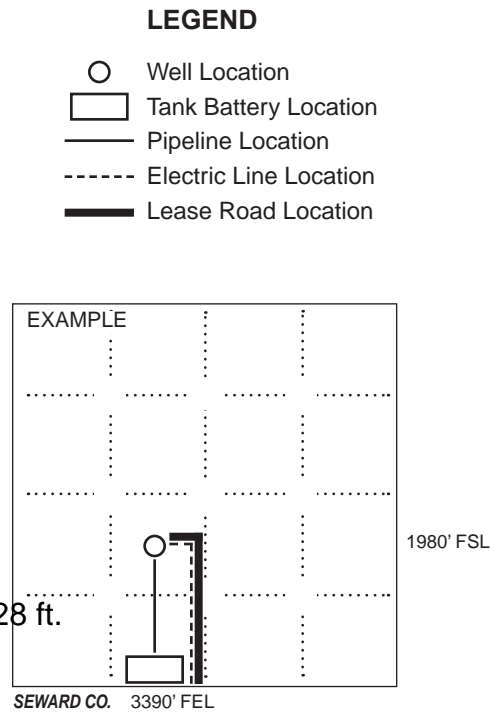 LEGEND
Well Location
Tank Battery Location
Pipeline Location
Electric Line Location
Lease Road Location
EXAMPLE
1980' FSL
28 ft.
SEWARD CO. 3390' FEL